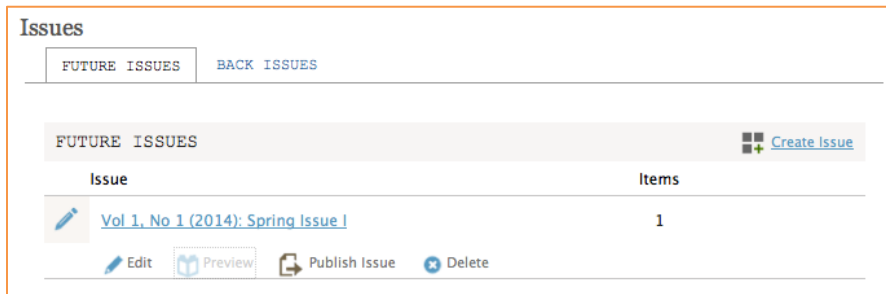 Issues
FUTURE ISSUES BACK ISSUES
FUTURE ISSUES Create Issue
Issue Items
Vol 1, No 1 (2014): Spring Issue I 1
Edit Preview Publish Issue Delete